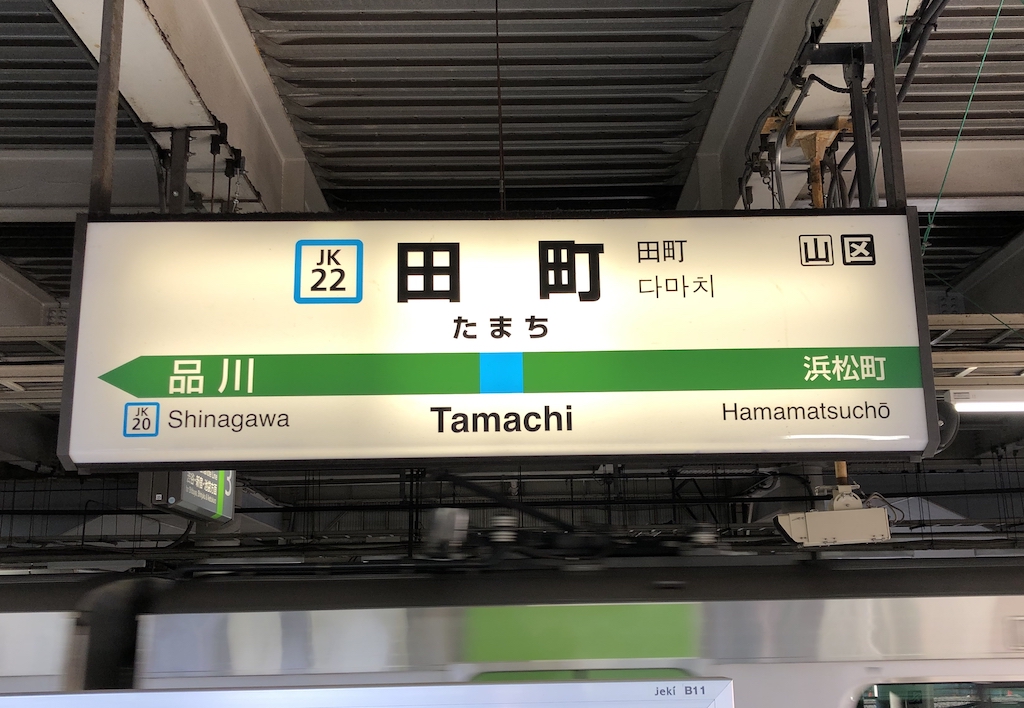 JK
22
田町
田町
다마치
山 区
たまち
品川
浜松町
JK
20
Shinagawa
Tamachi
Hamamatsuchō
3
jeki B11